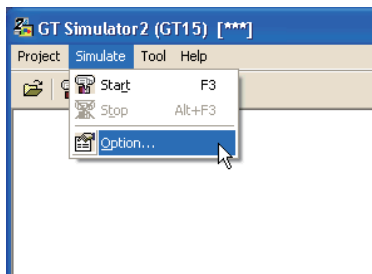 GT Simulator2 (GT15) [***]
Project Simulate Tool Help
Start F3
Stop Alt+F3
Option...